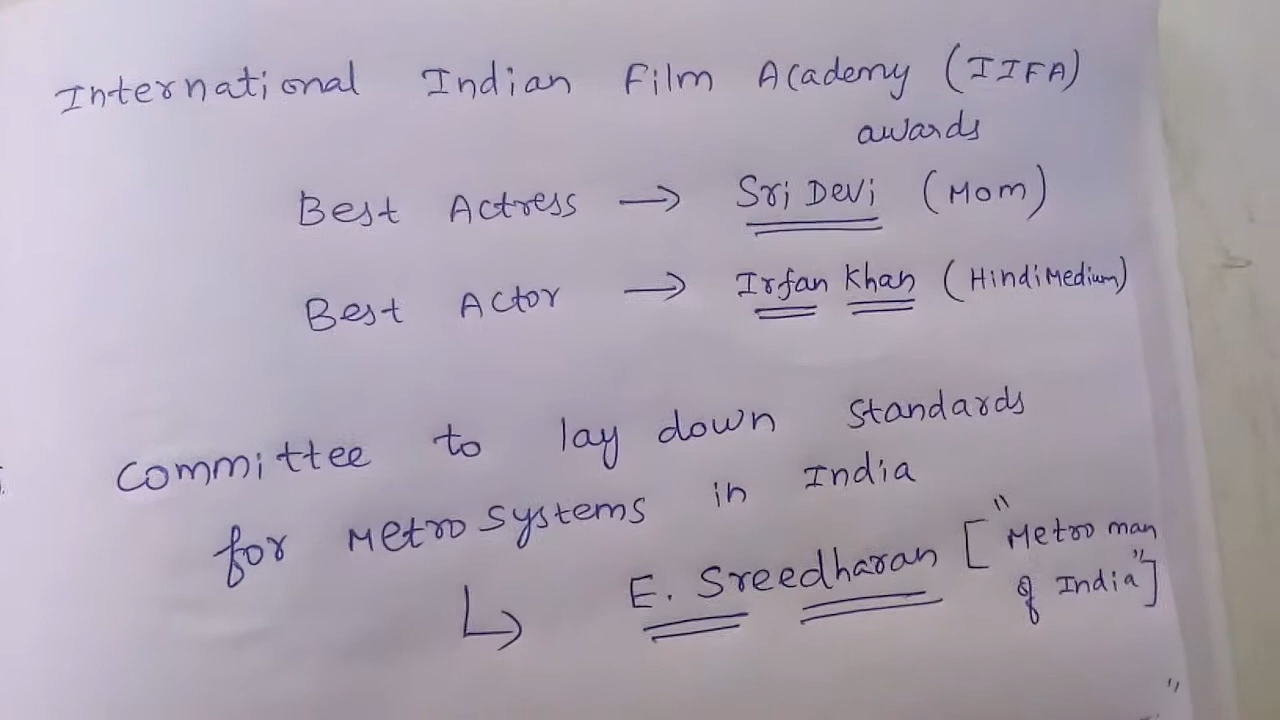 International Indian Film Academy (IIFA)
awards
Best Actress → Sri Devi (Mom)
Best Actor → Irfan Khan (Hindi Medium)
Committee to lay down standards
for Metro systems in India
↳ E. Sreedharan ["Metro man
of India"]